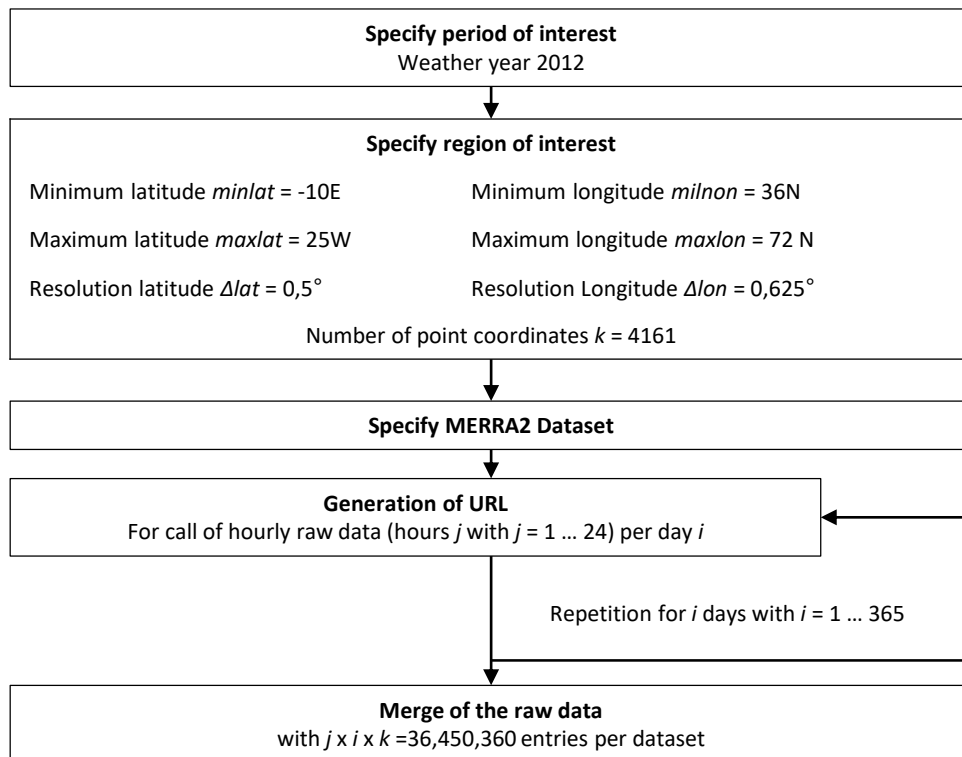 Specify period of interest
Weather year 2012
Specify region of interest
Minimum latitude minlat = -10E
Minimum longitude milnon = 36N
Maximum latitude maxlat = 25W
Maximum longitude maxlon = 72 N
Resolution latitude Δlat = 0,5°
Resolution Longitude Δlon = 0,625°
Number of point coordinates k = 4161
Specify MERRA2 Dataset
Generation of URL
For call of hourly raw data (hours j with j = 1 ... 24) per day i
Repetition for i days with i = 1 ... 365
Merge of the raw data
with j x i x k =36,450,360 entries per dataset